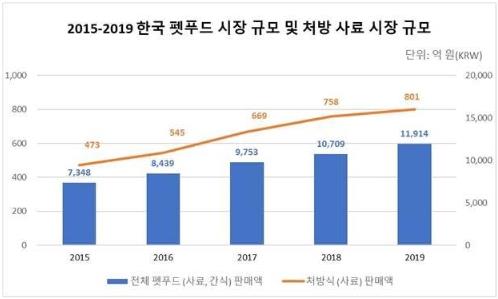 2015-2019 한국 펫푸드 시장 규모 및 처방 사료 시장 규모
단위: 억 원(KRW)
1,000 20,000
800 15,000
600 10,000
400 5,000
200 0
0
473 545 669 758 801
7,348 8,439 9,753 10,709 11,914
2015 2016 2017 2018 2019
전체 펫푸드 (사료, 간식) 판매액 처방식 (사료) 판매액